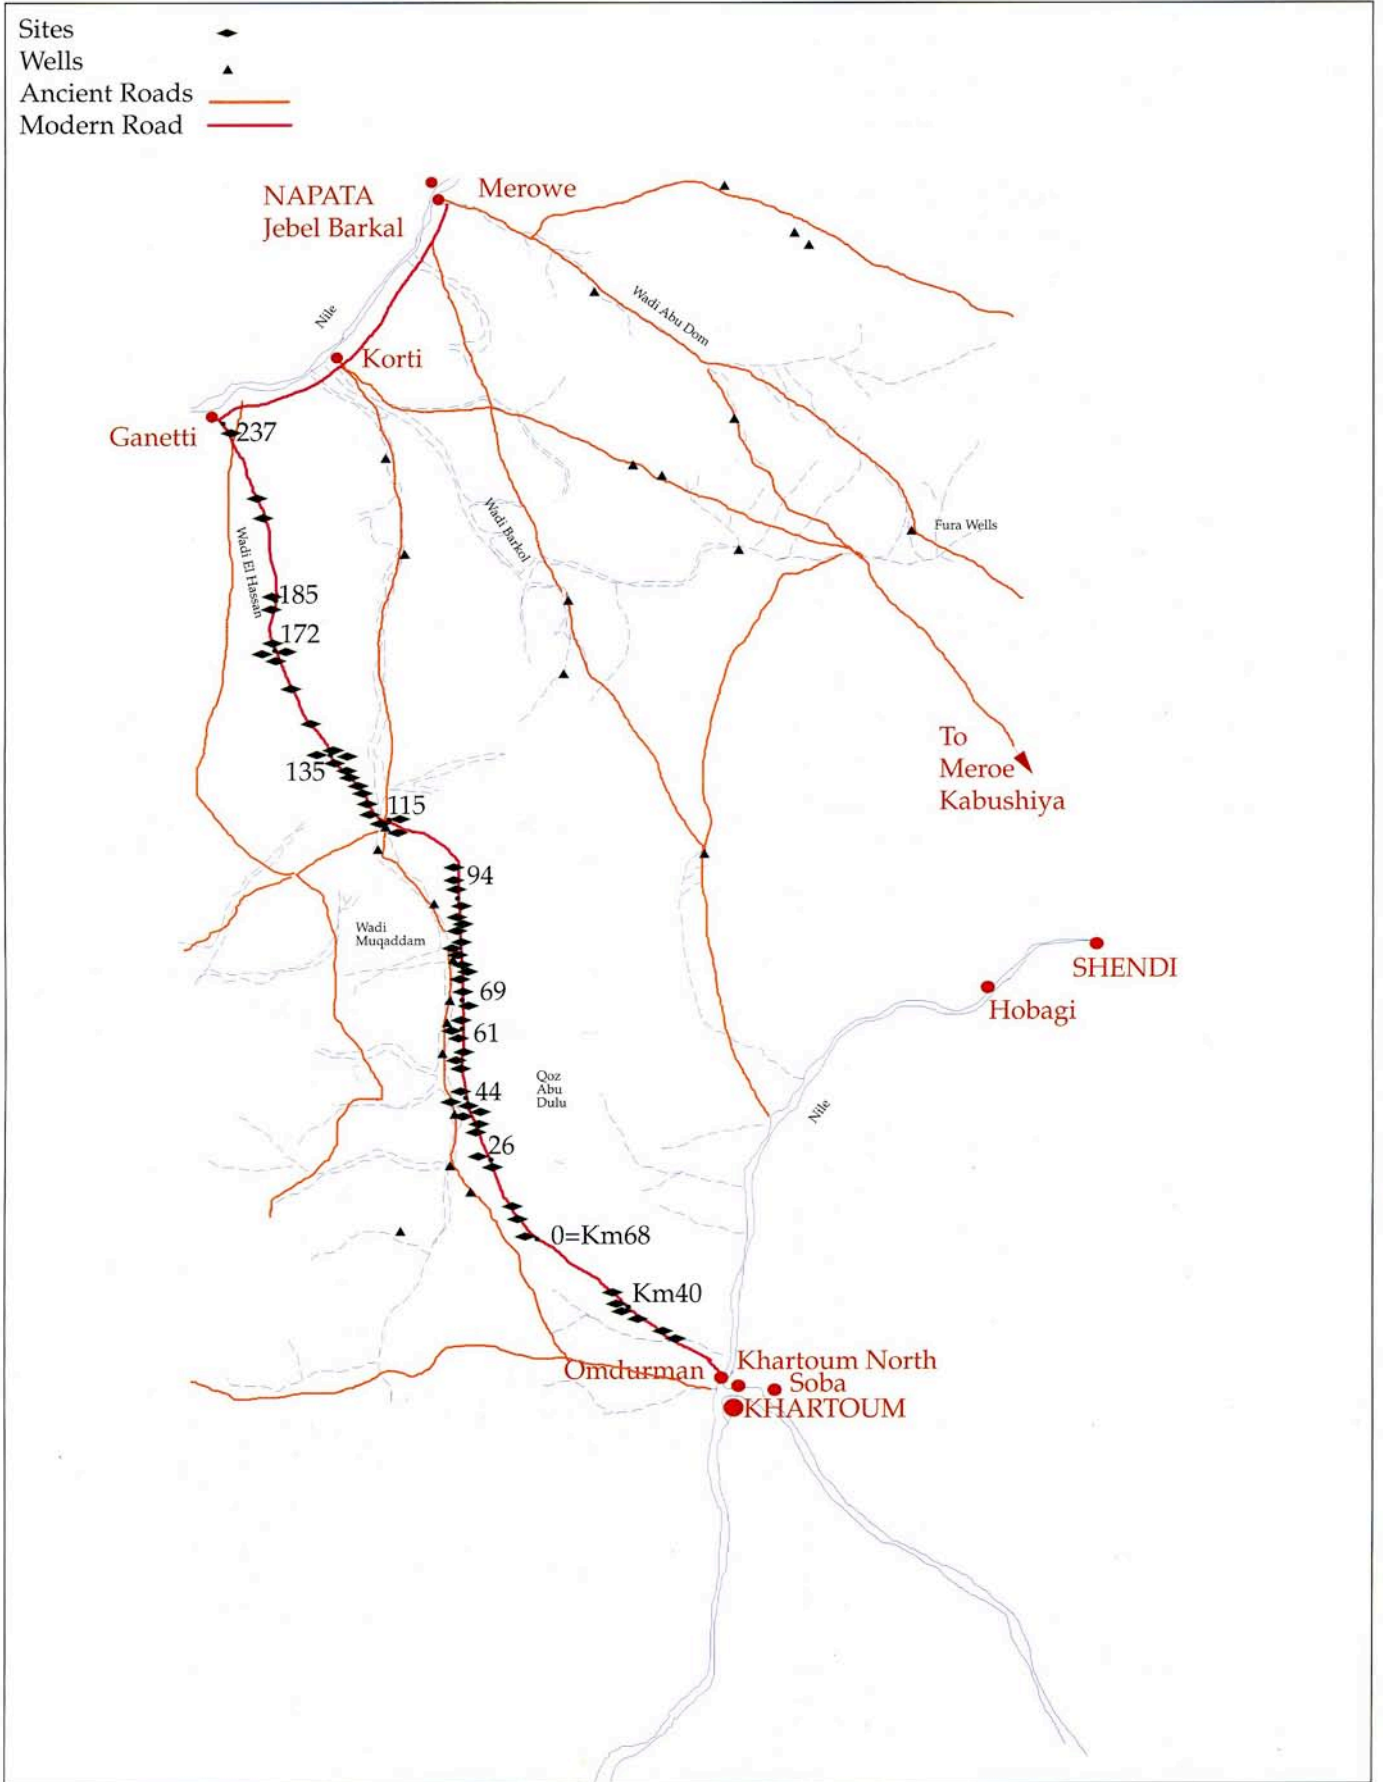 Sites
Wells
Ancient Roads
Modern Road
NAPATA
Jebel Barkal
Merowe
Nile
Wadi Abu Dom
Korti
Ganetti
237
Wadi El Hassan
Wadi Barkol
Fura Wells
185
172
To
Meroe
Kabushiya
135
115
94
Wadi
Muqaddam
SHENDI
Hobagi
69
61
44
Qoz
Abu
Dulu
Nile
26
0=Km68
Km40
Omdurman
Khartoum North
Soba
KHARTOUM